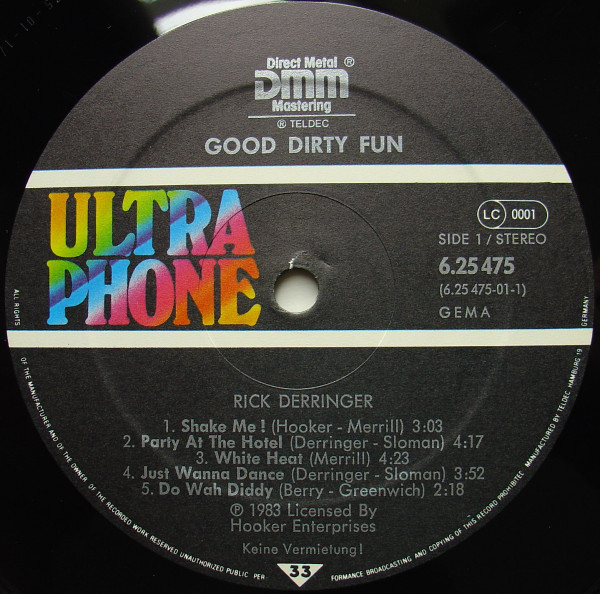 Direct Metal ®
DMM
Mastering
® TELDEC
GOOD DIRTY FUN
ULTRA
PHONE
LC 0001
SIDE 1 / STEREO
6.25 475
(6.25 475-01-1)
GEMA
RICK DERRINGER
1. Shake Me! (Hooker - Merrill) 3:03
2. Party At The Hotel (Derringer - Sloman) 4:17
3. White Heat (Merrill) 4:23
4. Just Wanna Dance (Derringer - Sloman) 3:52
5. Do Wah Diddy (Berry - Greenwich) 2:18
℗ 1983 Licensed By
Hooker Enterprises
Keine Vermietung!
33
ALL RIGHTS OF THE MANUFACTURER AND OF THE OWNER OF THE RECORDED WORK RESERVED UNAUTHORIZED PUBLIC PERFORMANCE BROADCASTING AND COPYING OF THIS RECORD PROHIBITED MANUFACTURED BY TELDEC HAMBURG 19 GERMANY